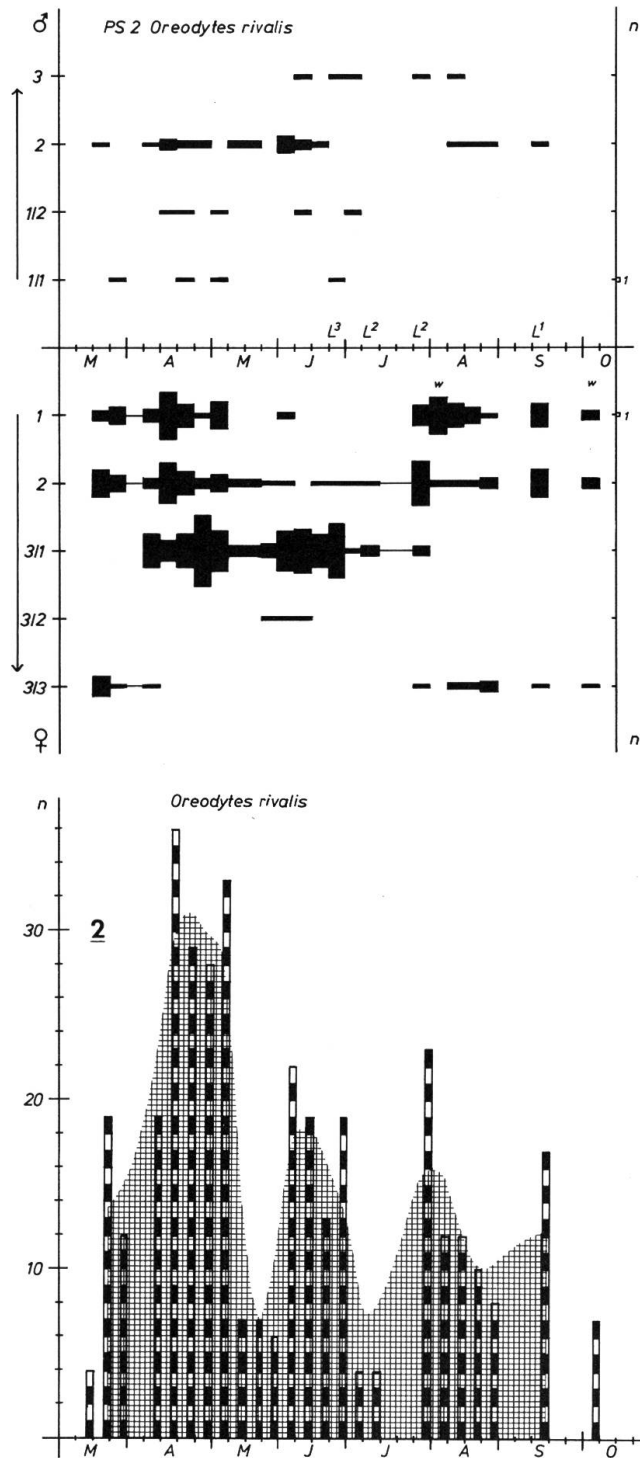 ♂ PS 2 Oreodytes rivalis n
3
2
1/2
1/1 1
L³ L² L² L¹
M A M J J A S O
w w
1 1
2
3/1
3/2
3/3
♀ n
n Oreodytes rivalis
30 2
20
10
M A M J J A S O